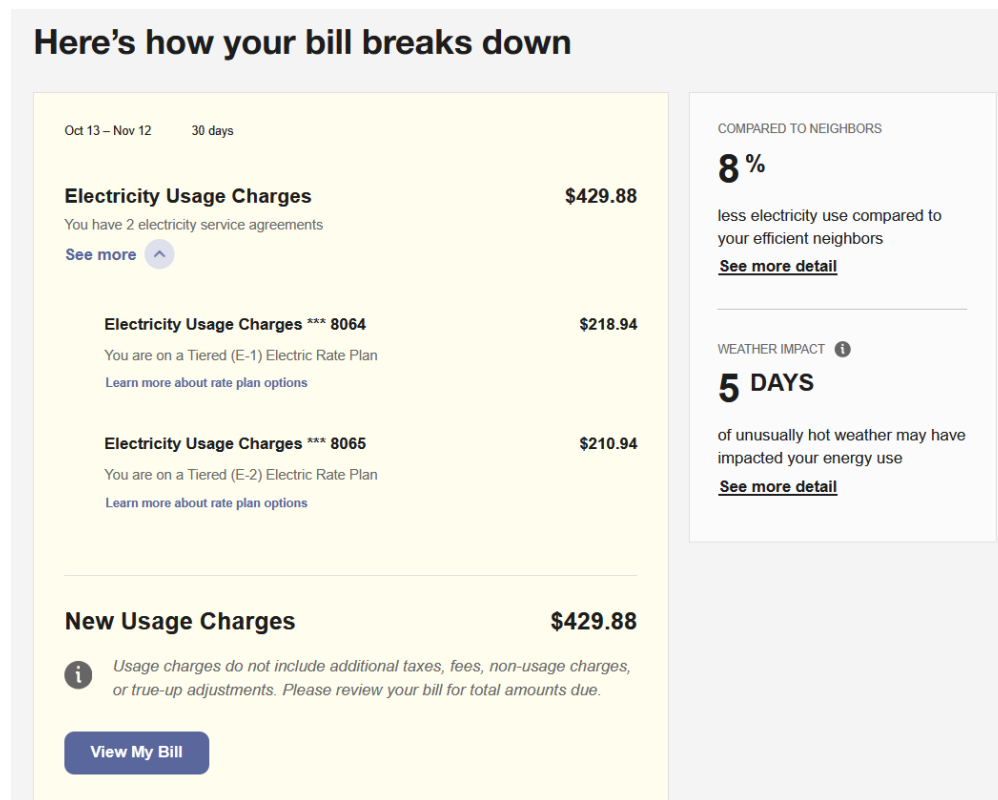 Here’s how your bill breaks down
Oct 13 – Nov 12 30 days
Electricity Usage Charges $429.88
You have 2 electricity service agreements
See more
Electricity Usage Charges *** 8064 $218.94
You are on a Tiered (E-1) Electric Rate Plan
Learn more about rate plan options
Electricity Usage Charges *** 8065 $210.94
You are on a Tiered (E-2) Electric Rate Plan
Learn more about rate plan options
New Usage Charges $429.88
Usage charges do not include additional taxes, fees, non-usage charges,
or true-up adjustments. Please review your bill for total amounts due.
View My Bill
COMPARED TO NEIGHBORS
8 %
less electricity use compared to
your efficient neighbors
See more detail
WEATHER IMPACT
5 DAYS
of unusually hot weather may have
impacted your energy use
See more detail